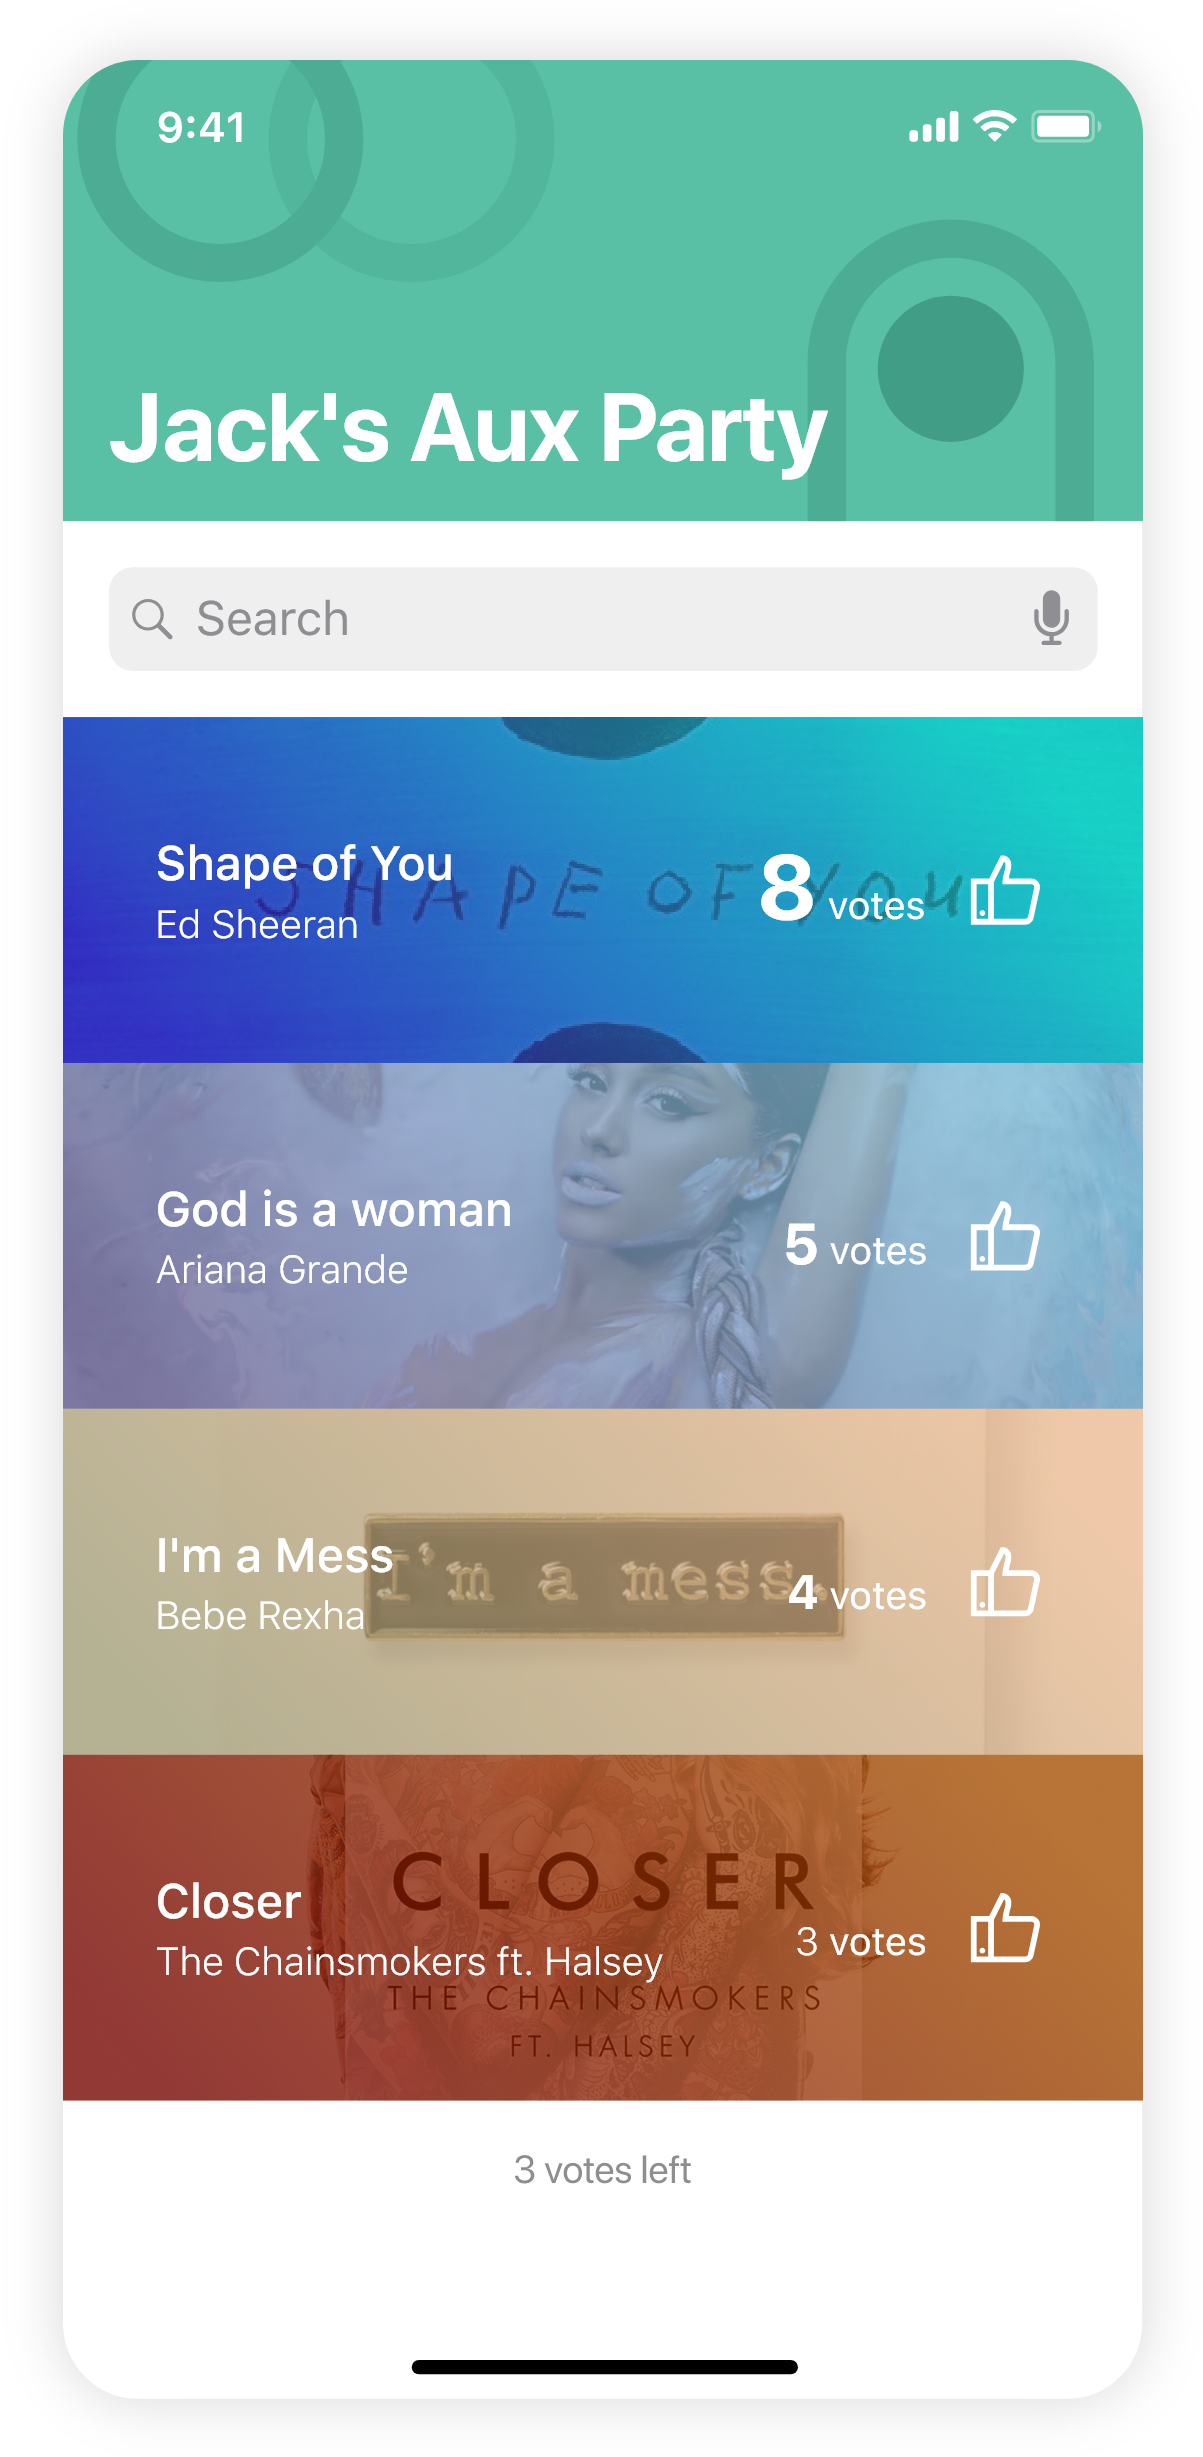 9:41
Jack's Aux Party
Search
SHAPE OF YOU
Shape of You
Ed Sheeran
8 votes
God is a woman
Ariana Grande
5 votes
I'm a mess.
I'm a Mess
Bebe Rexha
4 votes
CLOSER
Closer
3 votes
The Chainsmokers ft. Halsey
THE CHAINSMOKERS
FT. HALSEY
3 votes left